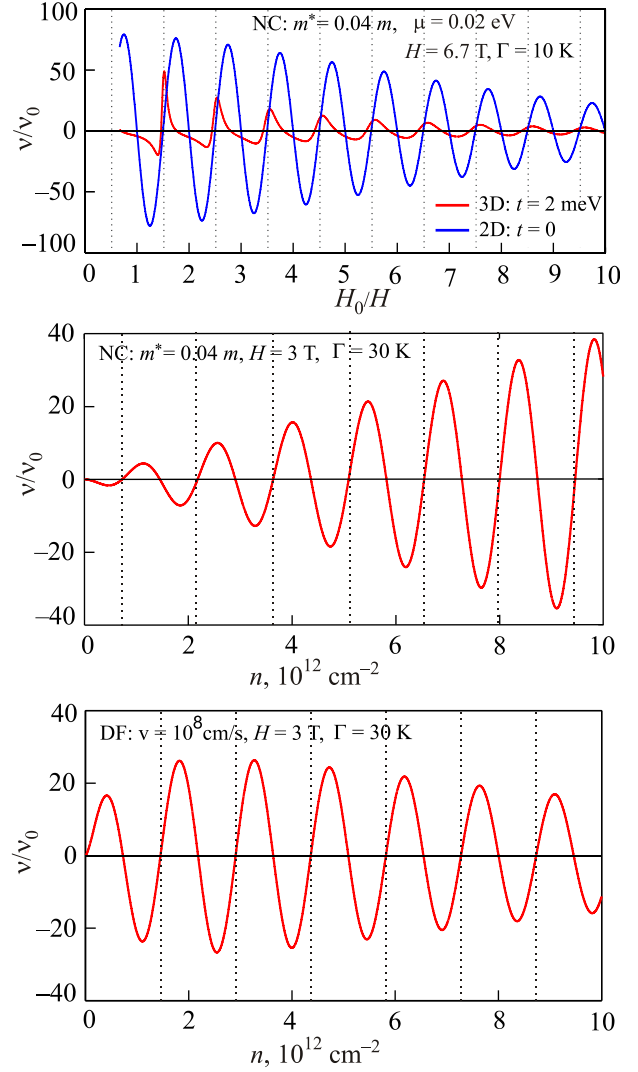 NC: m* = 0.04 m, μ = 0.02 eV
H = 6.7 T, Γ = 10 K
100
50
0
−50
−100
ν/ν0
3D: t = 2 meV
2D: t = 0
0 1 2 3 4 5 6 7 8 9 10
H0/H
NC: m* = 0.04 m, H = 3 T, Γ = 30 K
40
20
0
−20
−40
ν/ν0
0 2 4 6 8 10
n, 10^12 cm^−2
DF: v = 10^8 cm/s, H = 3 T, Γ = 30 K
40
20
0
−20
−40
ν/ν0
0 2 4 6 8 10
n, 10^12 cm^−2